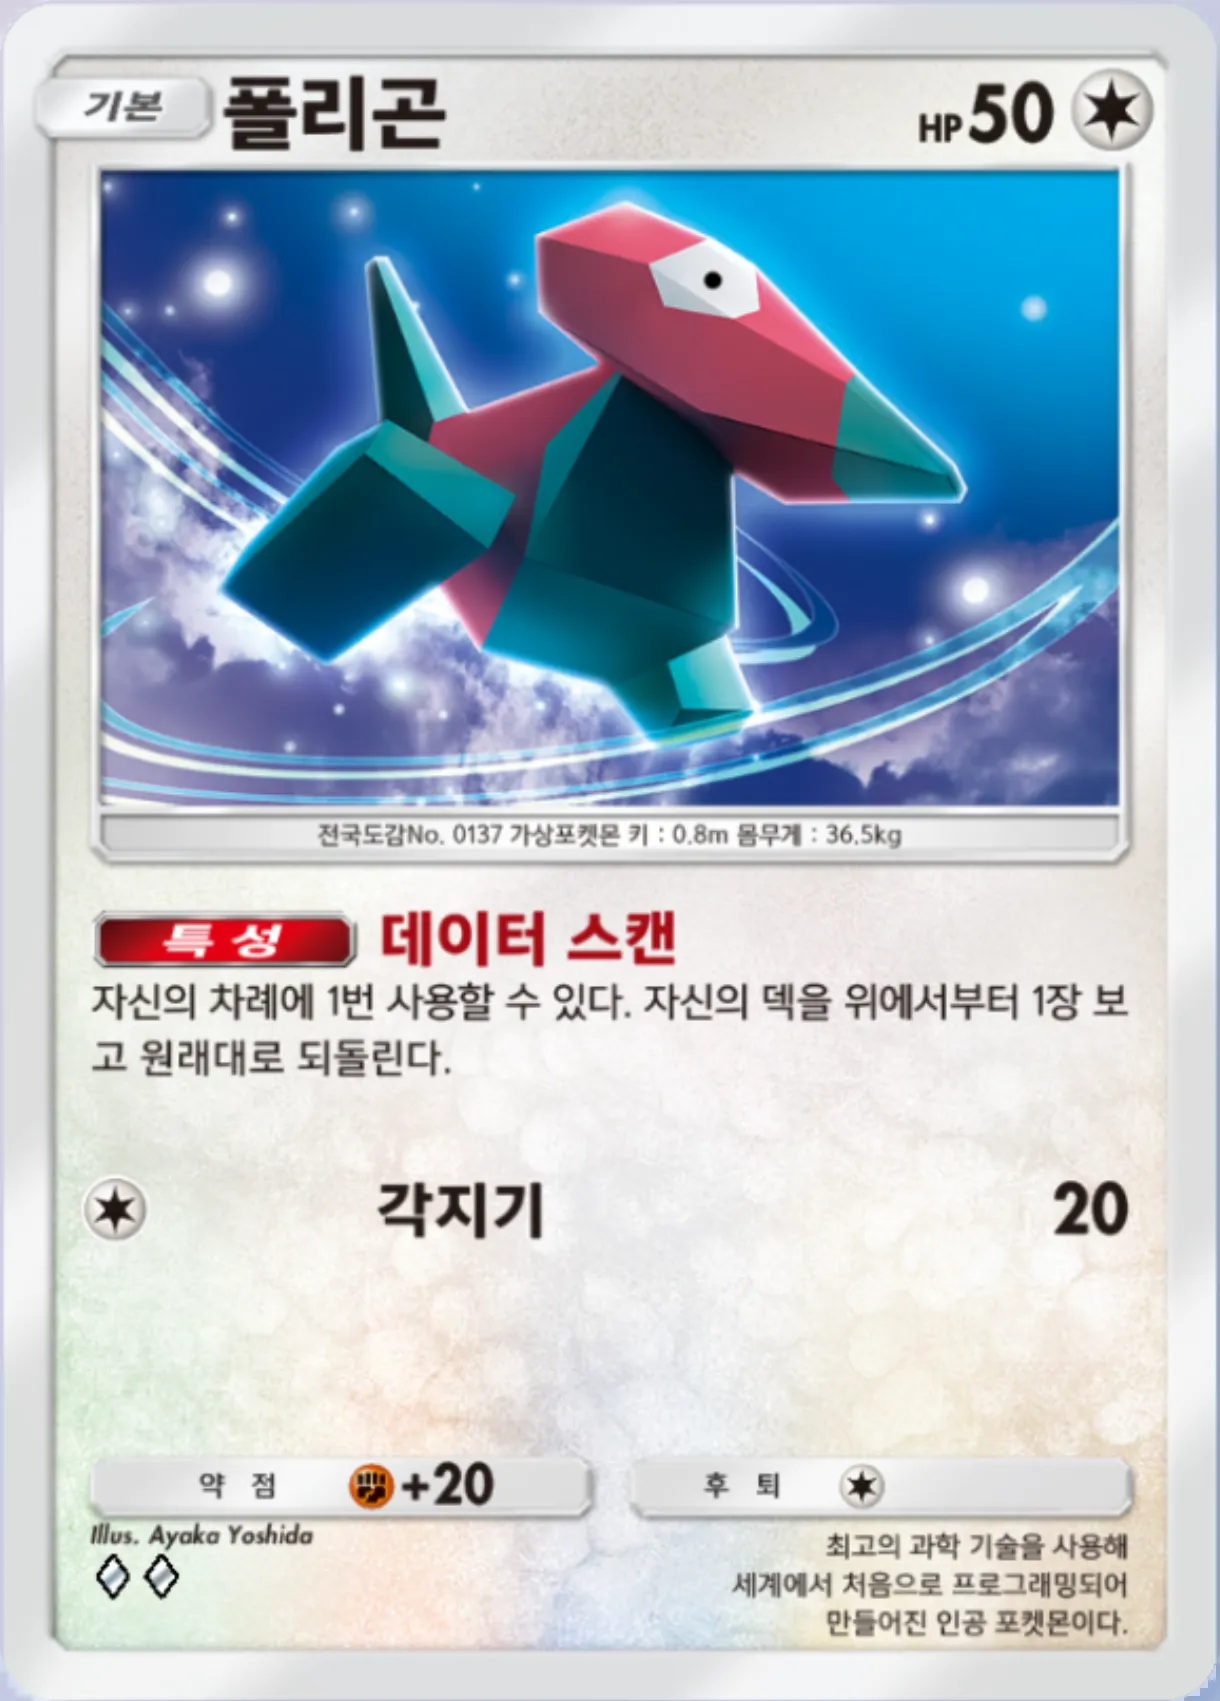 기본 폴리곤 HP 50
전국도감No. 0137 가상포켓몬 키 : 0.8m 몸무게 : 36.5kg
특성 데이터 스캔
자신의 차례에 1번 사용할 수 있다. 자신의 덱을 위에서부터 1장 보
고 원래대로 되돌린다.
각지기 20
약점 +20 후퇴
Illus. Ayaka Yoshida
최고의 과학 기술을 사용해
세계에서 처음으로 프로그래밍되어
만들어진 인공 포켓몬이다.